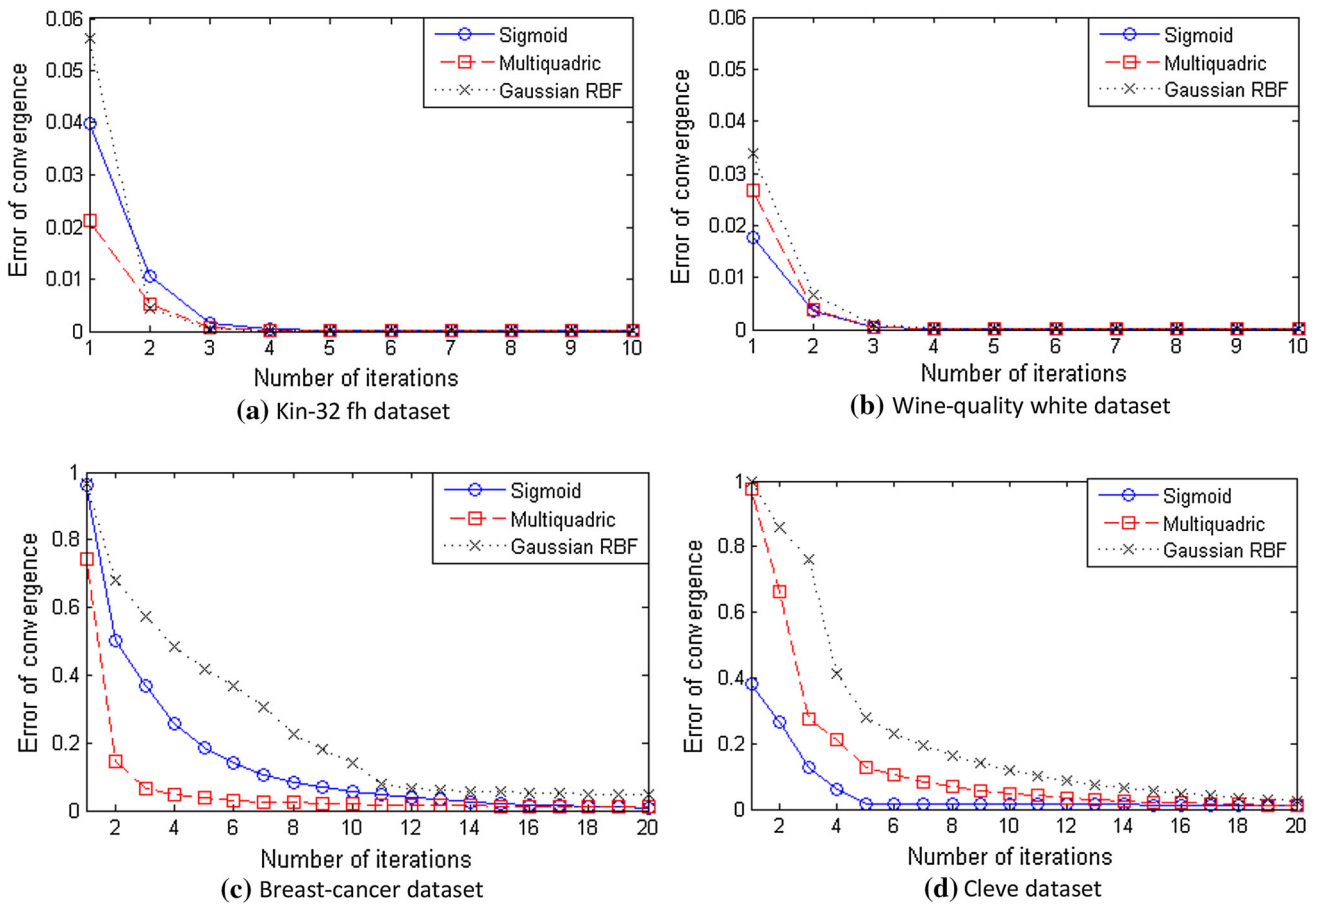 0.06
0.05
0.04
0.03
0.02
0.01
0
Error of convergence
Sigmoid
Multiquadric
Gaussian RBF
1 2 3 4 5 6 7 8 9 10
Number of iterations
(a) Kin-32 fh dataset
0.06
0.05
0.04
0.03
0.02
0.01
0
Error of convergence
Sigmoid
Multiquadric
Gaussian RBF
1 2 3 4 5 6 7 8 9 10
Number of iterations
(b) Wine-quality white dataset
1
0.8
0.6
0.4
0.2
0
Error of convergence
Sigmoid
Multiquadric
Gaussian RBF
2 4 6 8 10 12 14 16 18 20
Number of iterations
(c) Breast-cancer dataset
1
0.8
0.6
0.4
0.2
0
Error of convergence
Sigmoid
Multiquadric
Gaussian RBF
2 4 6 8 10 12 14 16 18 20
Number of iterations
(d) Cleve dataset